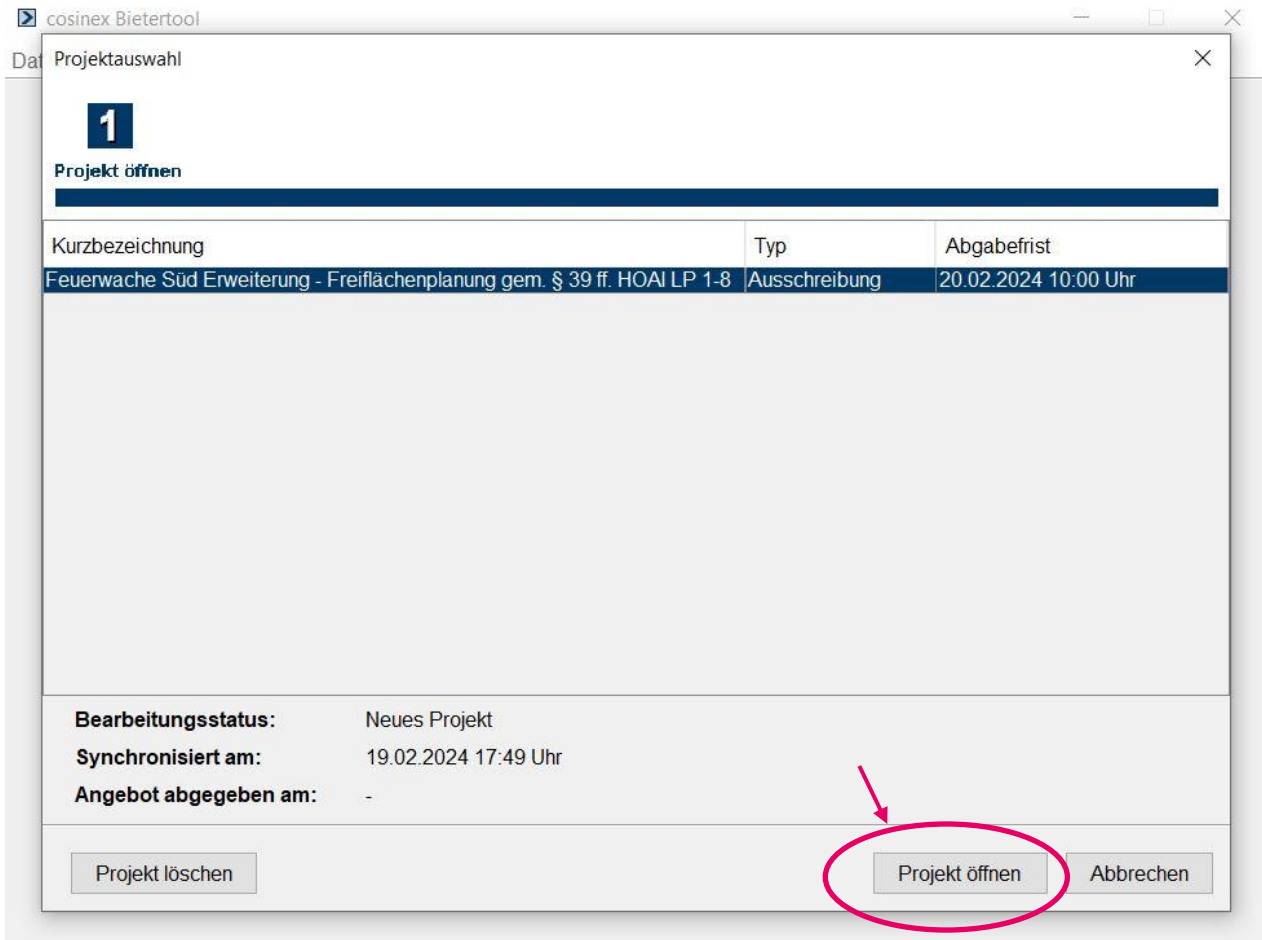 cosinex Bietertool
Dat
Projektauswahl
1
Projekt öffnen
Kurzbezeichnung Typ Abgabefrist
Feuerwache Süd Erweiterung - Freiflächenplanung gem. § 39 ff. HOAI LP 1-8 Ausschreibung 20.02.2024 10:00 Uhr
Bearbeitungsstatus: Neues Projekt
Synchronisiert am: 19.02.2024 17:49 Uhr
Angebot abgegeben am: -
Projekt löschen Projekt öffnen Abbrechen